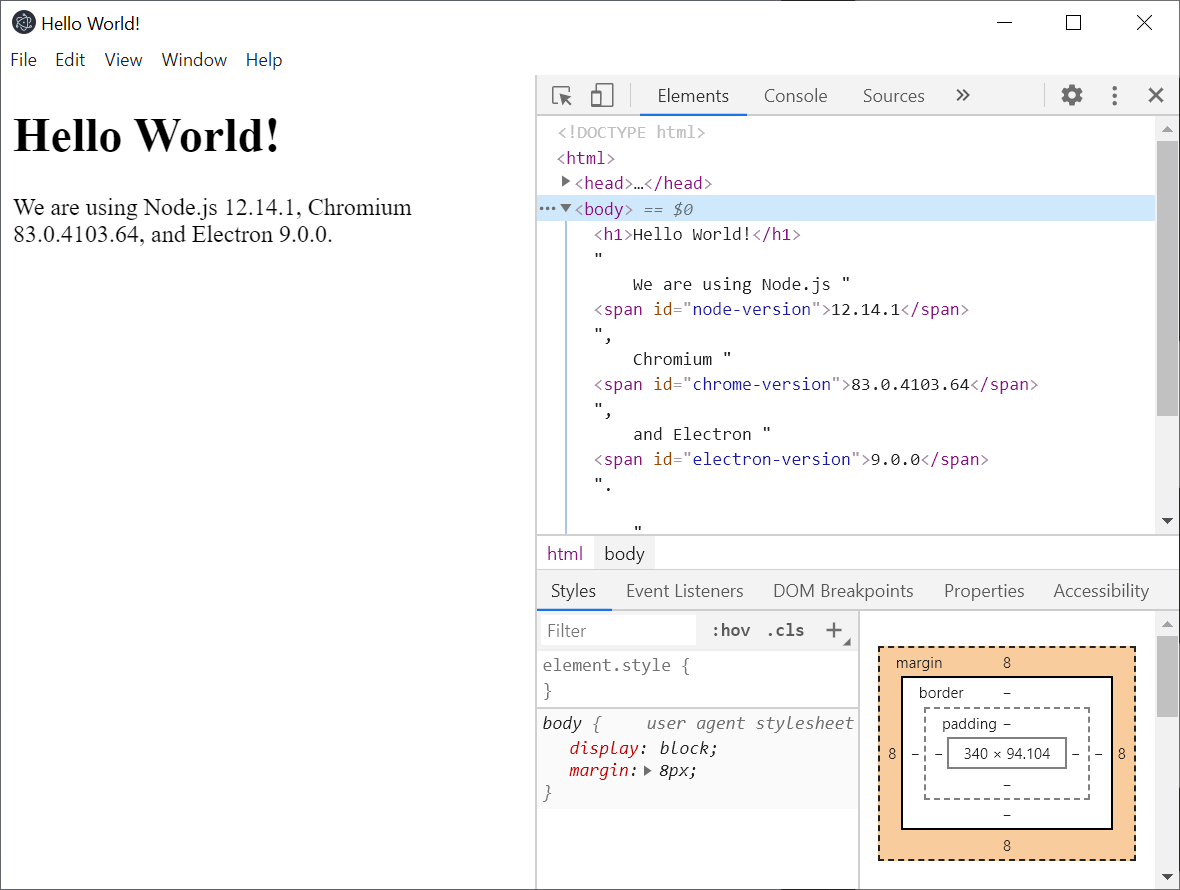 Hello World!
File Edit View Window Help
Hello World!
We are using Node.js 12.14.1, Chromium
83.0.4103.64, and Electron 9.0.0.
Elements Console Sources »
<!DOCTYPE html>
<html>
<head>…</head>
<body> == $0
<h1>Hello World!</h1>
"
We are using Node.js "
<span id="node-version">12.14.1</span>
",
Chromium "
<span id="chrome-version">83.0.4103.64</span>
",
and Electron "
<span id="electron-version">9.0.0</span>
".
"
html body
Styles Event Listeners DOM Breakpoints Properties Accessibility
Filter :hov .cls +
element.style {
}
body { user agent stylesheet
display: block;
margin: 8px;
}
margin 8
border –
padding –
8 – – 340 × 94.104 – – 8
–
–
8